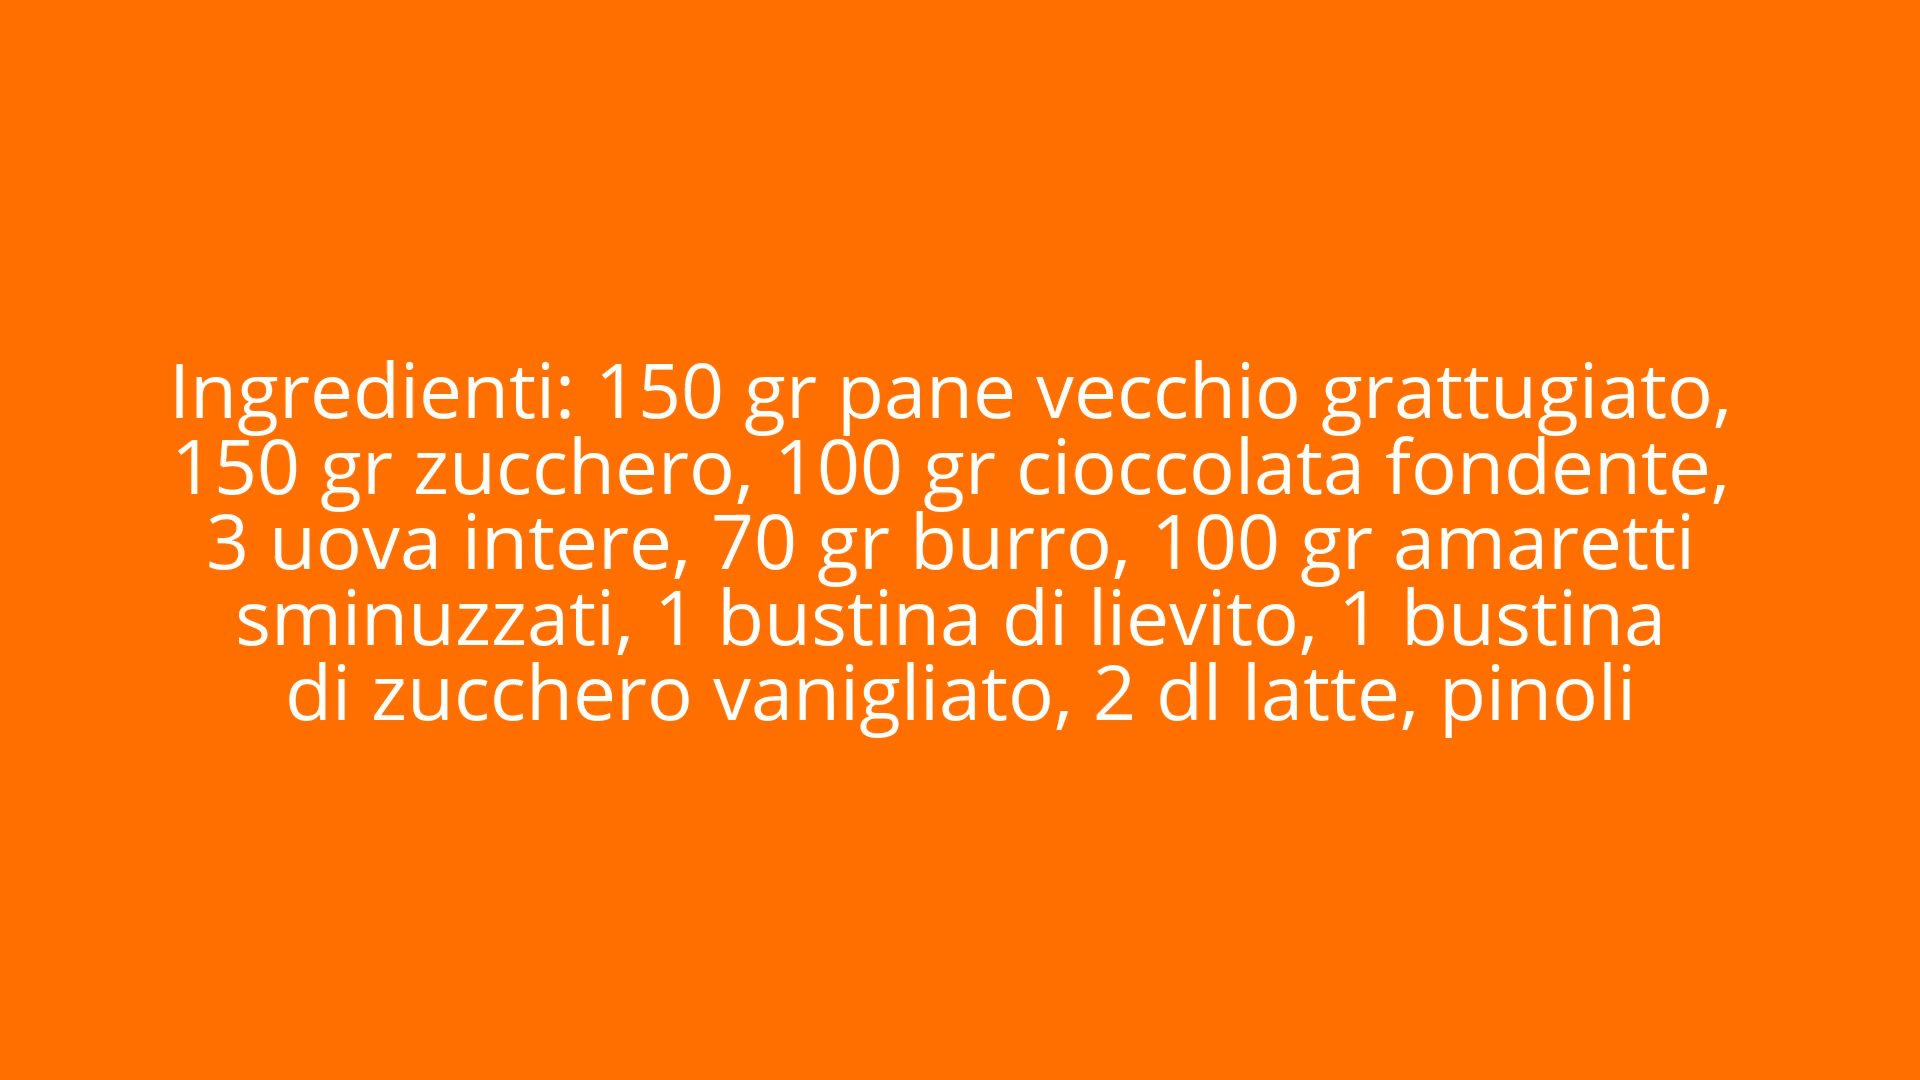 Ingredienti: 150 gr pane vecchio grattugiato,
150 gr zucchero, 100 gr cioccolata fondente,
3 uova intere, 70 gr burro, 100 gr amaretti
sminuzzati, 1 bustina di lievito, 1 bustina
di zucchero vanigliato, 2 dl latte, pinoli